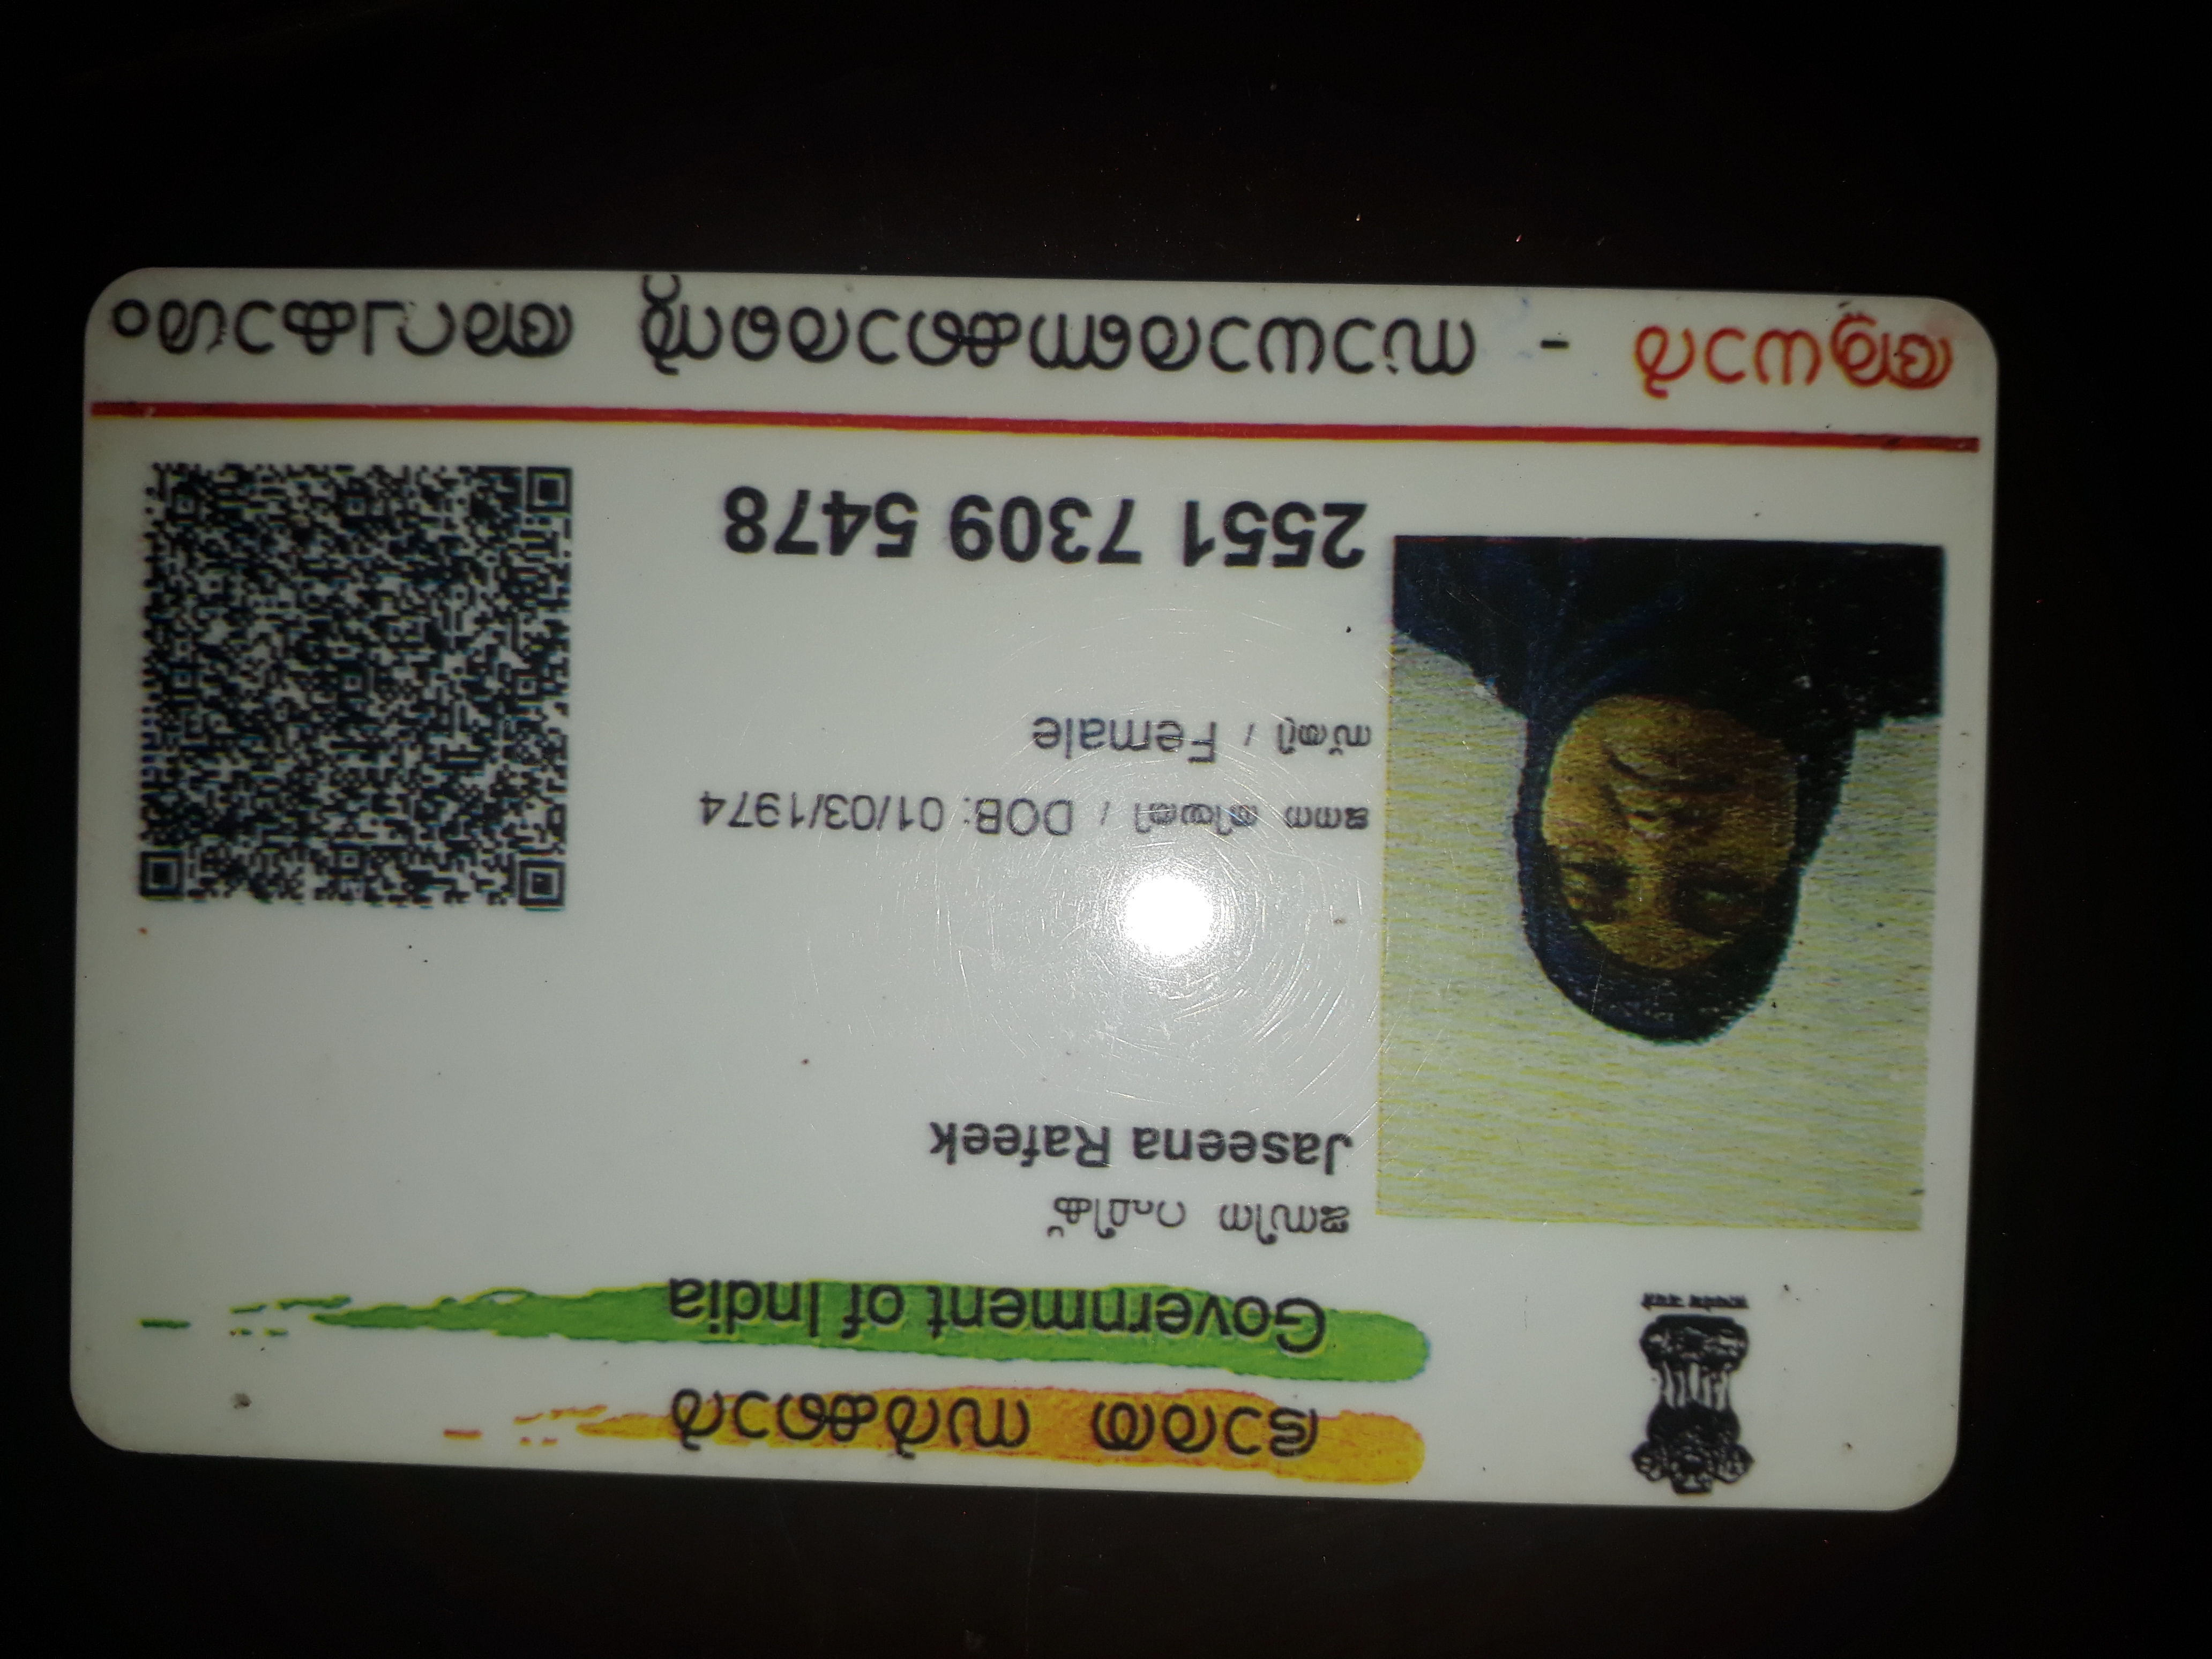 ഭാരത സർക്കാർ
Government of India
ജസീന റഫീക്
Jaseena Rafeek
ജനന തിയതി / DOB: 01/03/1974
സ്ത്രീ / Female
2551 7309 5478
ആധാർ - സാധാരണക്കാരന്റെ അവകാശം